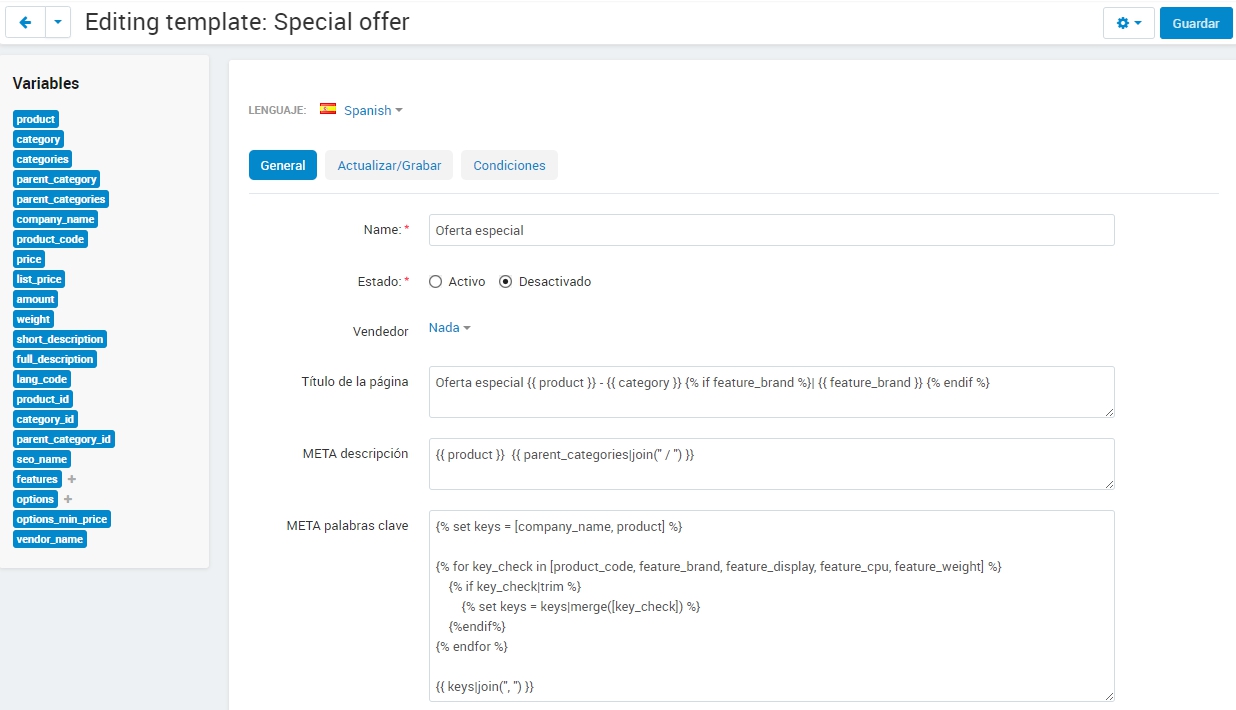 Editing template: Special offer
Guardar
Variables
product
category
categories
parent_category
parent_categories
company_name
product_code
price
list_price
amount
weight
short_description
full_description
lang_code
product_id
category_id
parent_category_id
seo_name
features +
options +
options_min_price
vendor_name
LENGUAJE: Spanish
General Actualizar/Grabar Condiciones
Name:* Oferta especial
Estado:* Activo Desactivado
Vendedor Nada
Título de la página Oferta especial {{ product }} - {{ category }} {% if feature_brand %}| {{ feature_brand }} {% endif %}
META descripción {{ product }}  {{ parent_categories|join(" / ") }}
META palabras clave {% set keys = [company_name, product] %}
{% for key_check in [product_code, feature_brand, feature_display, feature_cpu, feature_weight] %}
{% if key_check|trim %}
{% set keys = keys|merge([key_check]) %}
{%endif%}
{% endfor %}
{{ keys|join(", ") }}